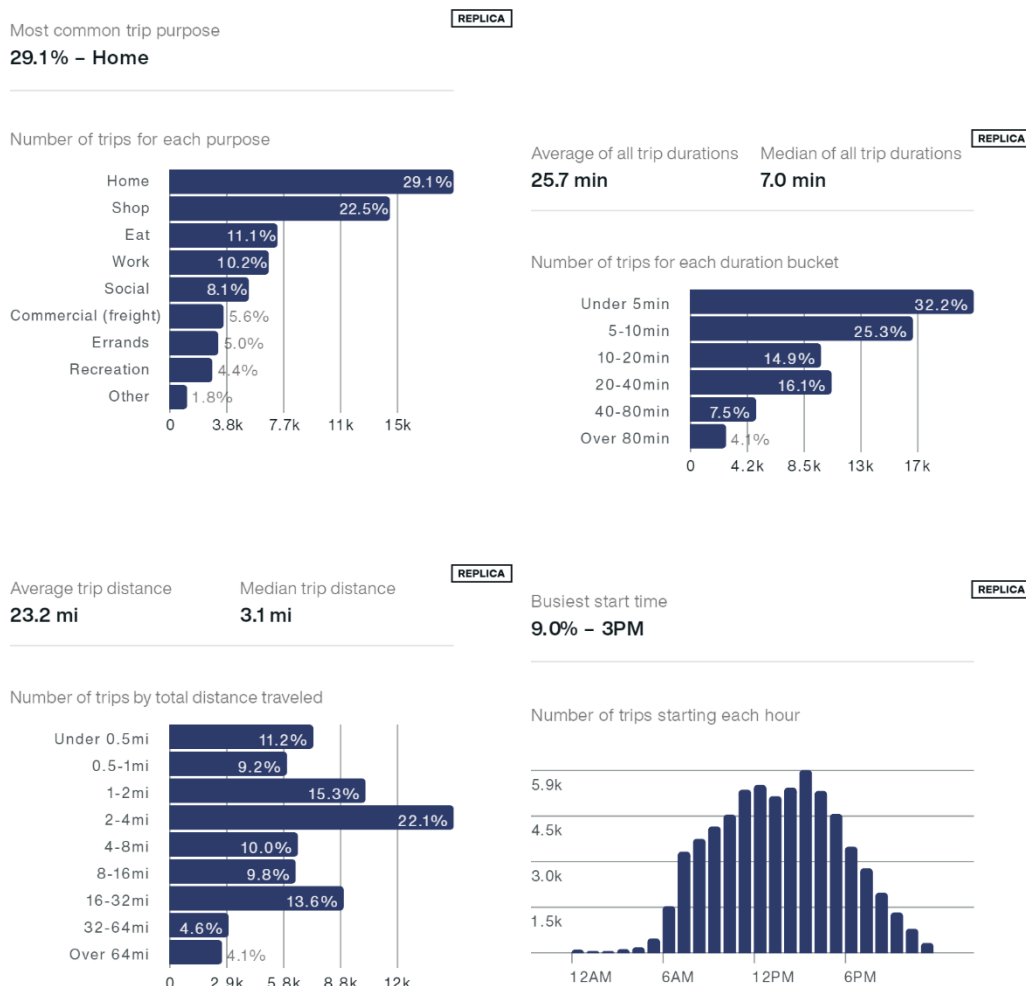 Most common trip purpose
REPLICA
29.1% – Home
Number of trips for each purpose
Home 29.1%
Shop 22.5%
Eat 11.1%
Work 10.2%
Social 8.1%
Commercial (freight) 5.6%
Errands 5.0%
Recreation 4.4%
Other 1.8%
0 3.8k 7.7k 11k 15k
REPLICA
Average of all trip durations Median of all trip durations
25.7 min 7.0 min
Number of trips for each duration bucket
Under 5min 32.2%
5-10min 25.3%
10-20min 14.9%
20-40min 16.1%
40-80min 7.5%
Over 80min 4.1%
0 4.2k 8.5k 13k 17k
REPLICA
Average trip distance Median trip distance
23.2 mi 3.1 mi
Number of trips by total distance traveled
Under 0.5mi 11.2%
0.5-1mi 9.2%
1-2mi 15.3%
2-4mi 22.1%
4-8mi 10.0%
8-16mi 9.8%
16-32mi 13.6%
32-64mi 4.6%
Over 64mi 4.1%
0 2.9k 5.8k 8.8k 12k
REPLICA
Busiest start time
9.0% – 3PM
Number of trips starting each hour
5.9k
4.5k
3.0k
1.5k
12AM 6AM 12PM 6PM